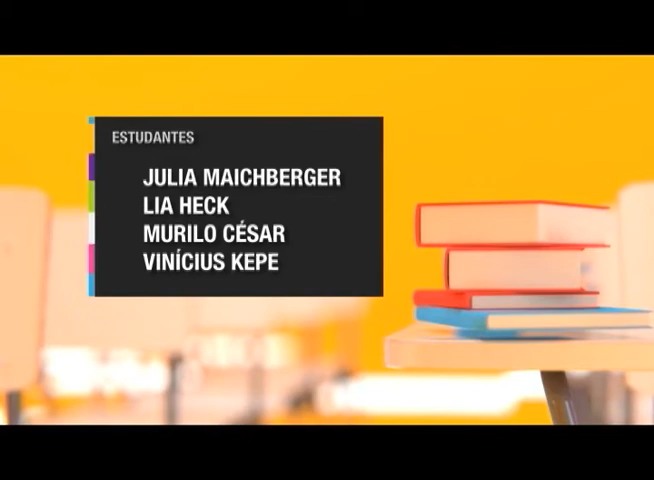 ESTUDANTES
JULIA MAICHBERGER
LIA HECK
MURILO CÉSAR
VINÍCIUS KEPE